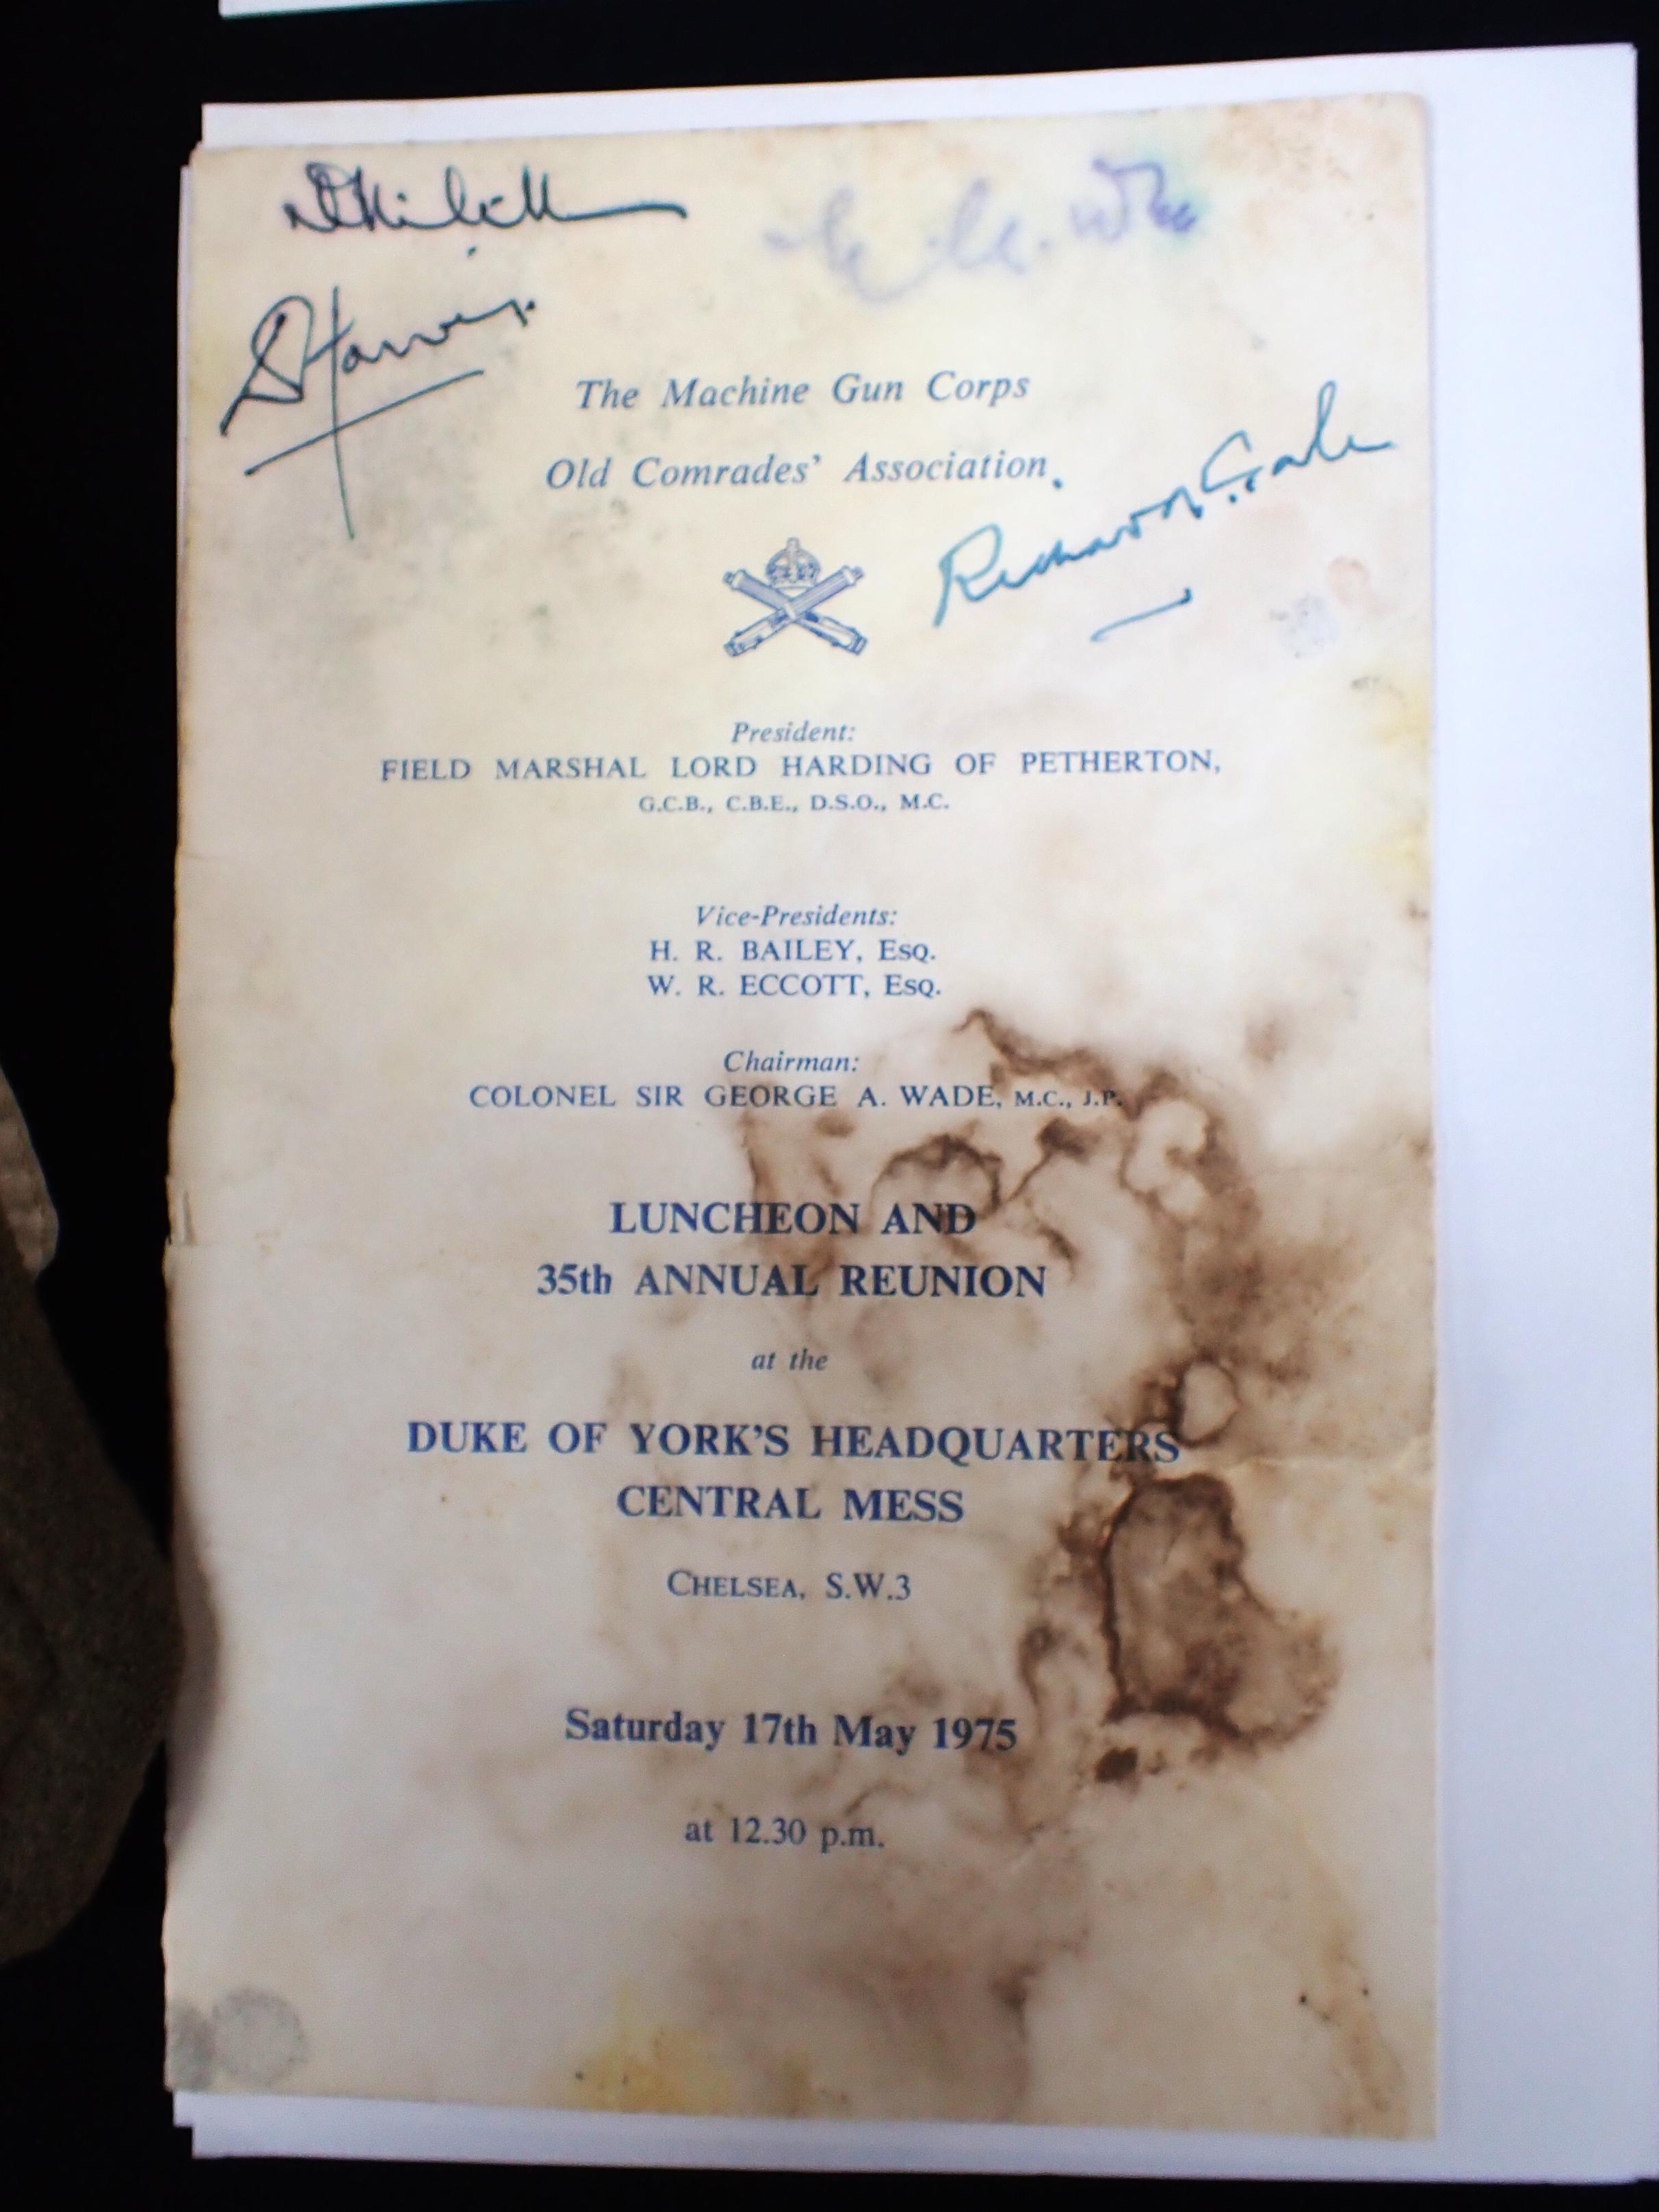 The Machine Gun Corps
Old Comrades' Association
Richard Gale
President:
FIELD MARSHAL LORD HARDING OF PETHERTON,
G.C.B., C.B.E., D.S.O., M.C.
Vice-Presidents:
H. R. BAILEY, Esq.
W. R. ECCOTT, Esq.
Chairman:
COLONEL SIR GEORGE A. WADE, M.C., J.P.
LUNCHEON AND
35th ANNUAL REUNION
at the
DUKE OF YORK'S HEADQUARTERS
CENTRAL MESS
CHELSEA, S.W.3
Saturday 17th May 1975
at 12.30 p.m.